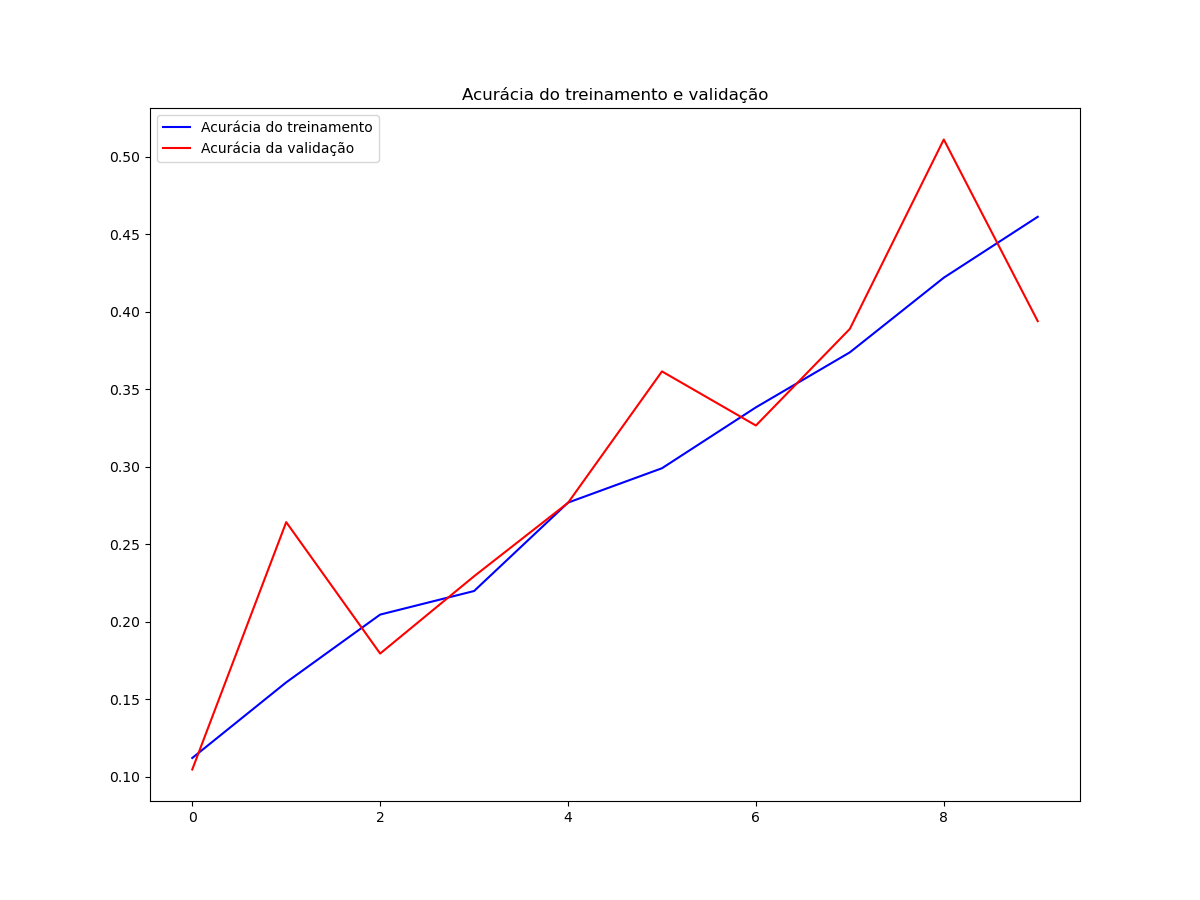 Acurácia do treinamento e validação
Acurácia do treinamento
Acurácia da validação
0.50
0.45
0.40
0.35
0.30
0.25
0.20
0.15
0.10
0 2 4 6 8